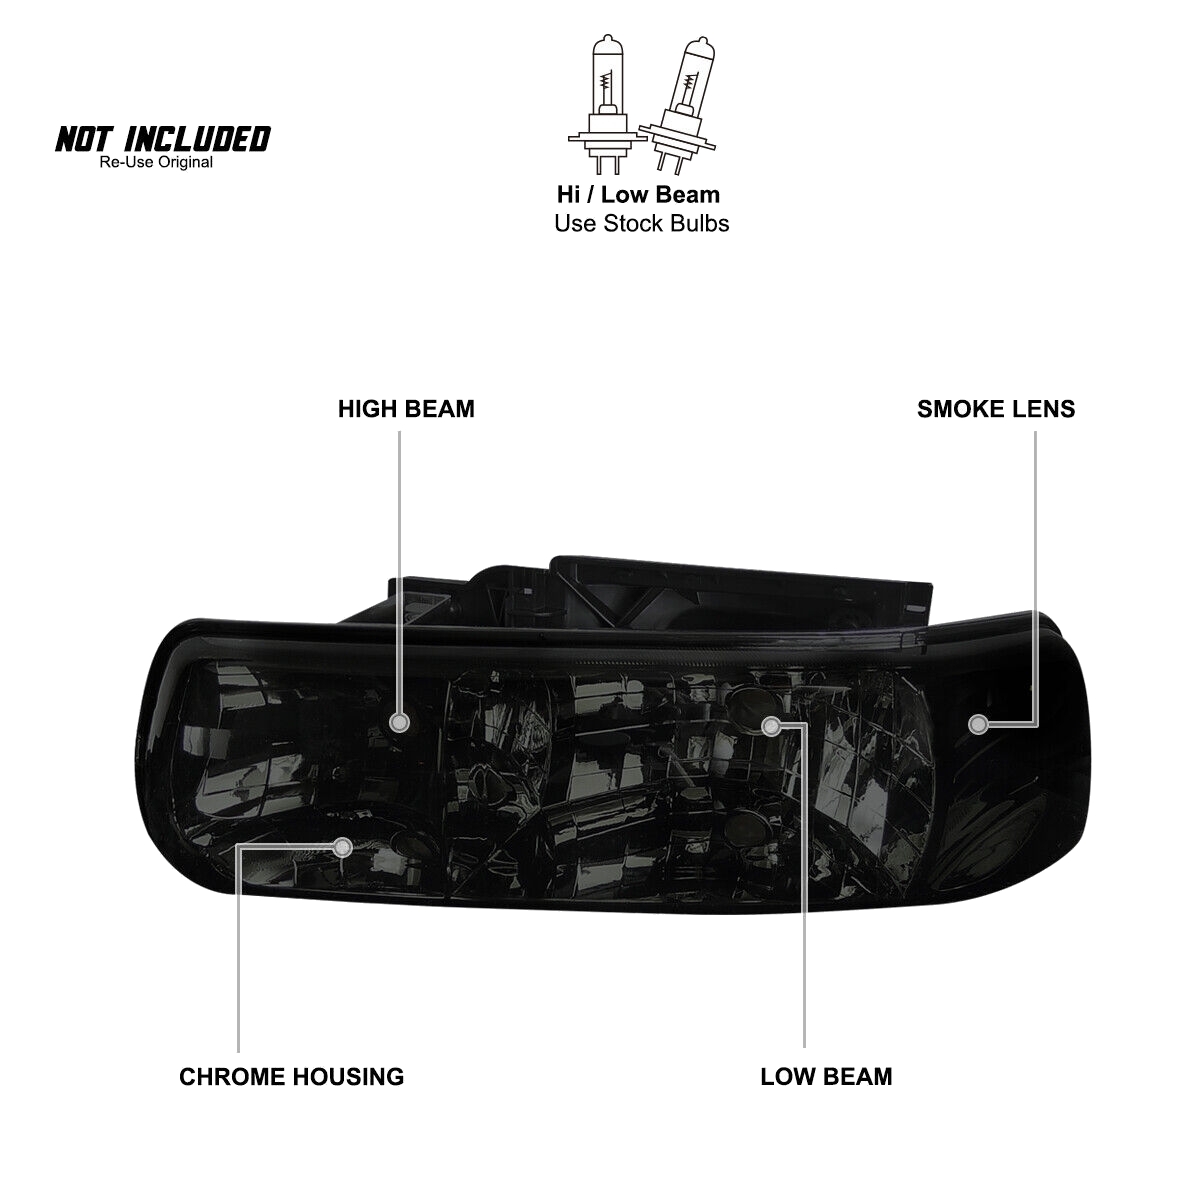 NOT INCLUDED
Re-Use Original
Hi / Low Beam
Use Stock Bulbs
HIGH BEAM
SMOKE LENS
CHROME HOUSING
LOW BEAM